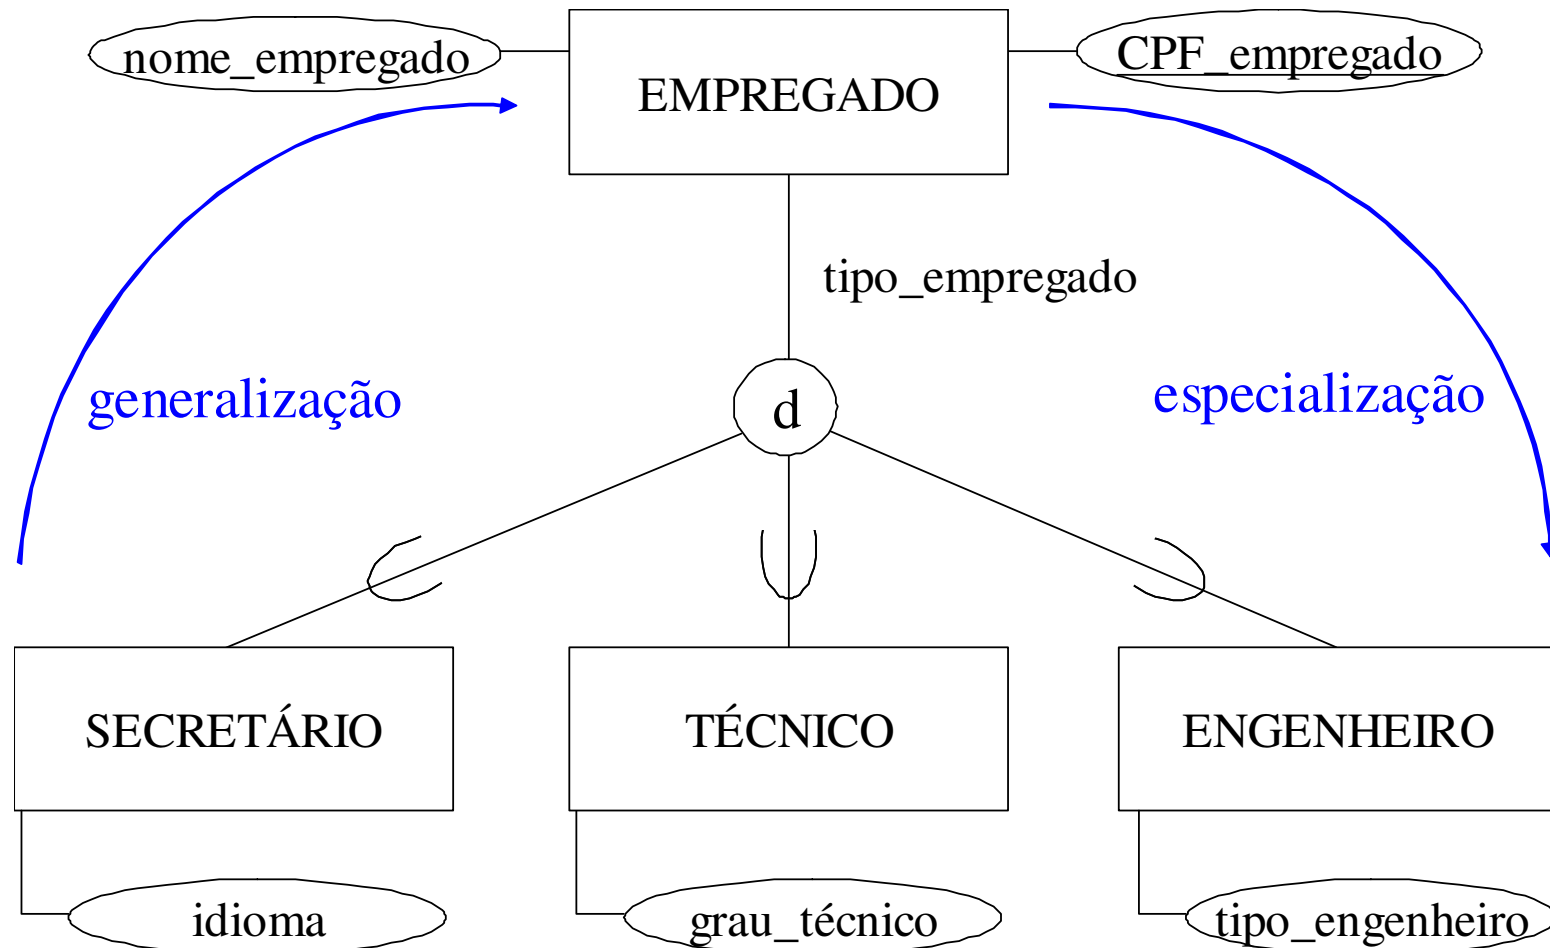 nome_empregado
CPF_empregado
EMPREGADO
tipo_empregado
generalização
especialização
d
SECRETÁRIO
TÉCNICO
ENGENHEIRO
idioma
grau_técnico
tipo_engenheiro